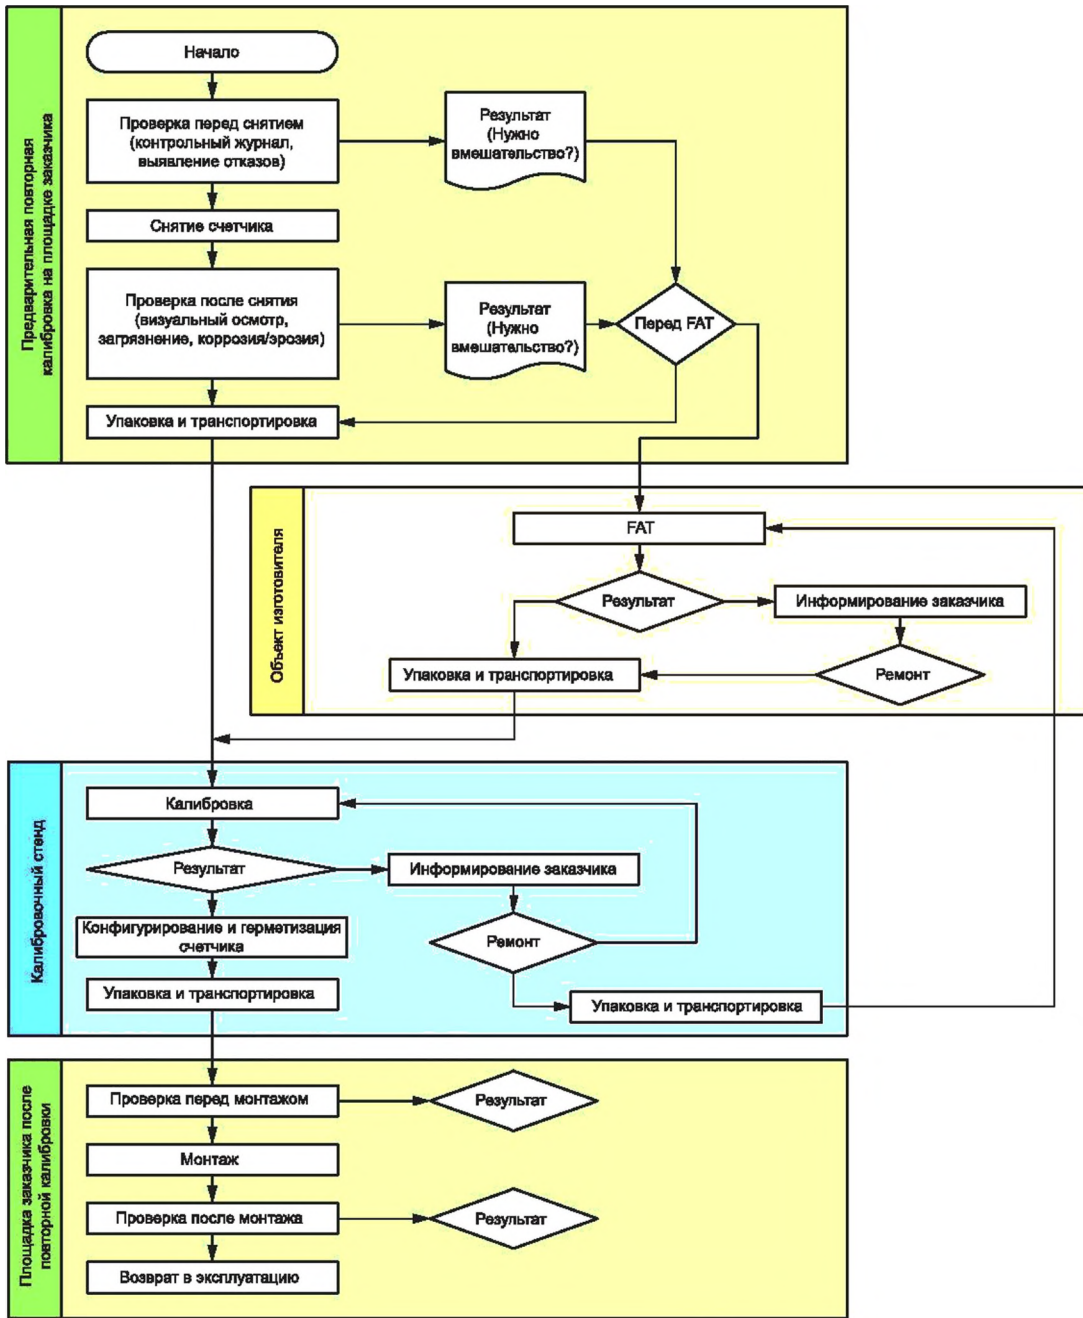 Предварительная повторная
калибровка на площадке заказчика
Начало
Проверка перед снятием
(контрольный журнал,
выявление отказов)
Результат
(Нужно
вмешательство?)
Снятие счетчика
Проверка после снятия
(визуальный осмотр,
загрязнение, коррозия/эрозия)
Результат
(Нужно
вмешательство?)
Перед FAT
Упаковка и транспортировка
Объект изготовителя
FAT
Результат
Информирование заказчика
Упаковка и транспортировка
Ремонт
Калибровочный стенд
Калибровка
Результат
Информирование заказчика
Конфигурирование и герметизация
счетчика
Ремонт
Упаковка и транспортировка
Упаковка и транспортировка
Площадка заказчика после
повторной калибровки
Проверка перед монтажом
Результат
Монтаж
Проверка после монтажа
Результат
Возврат в эксплуатацию